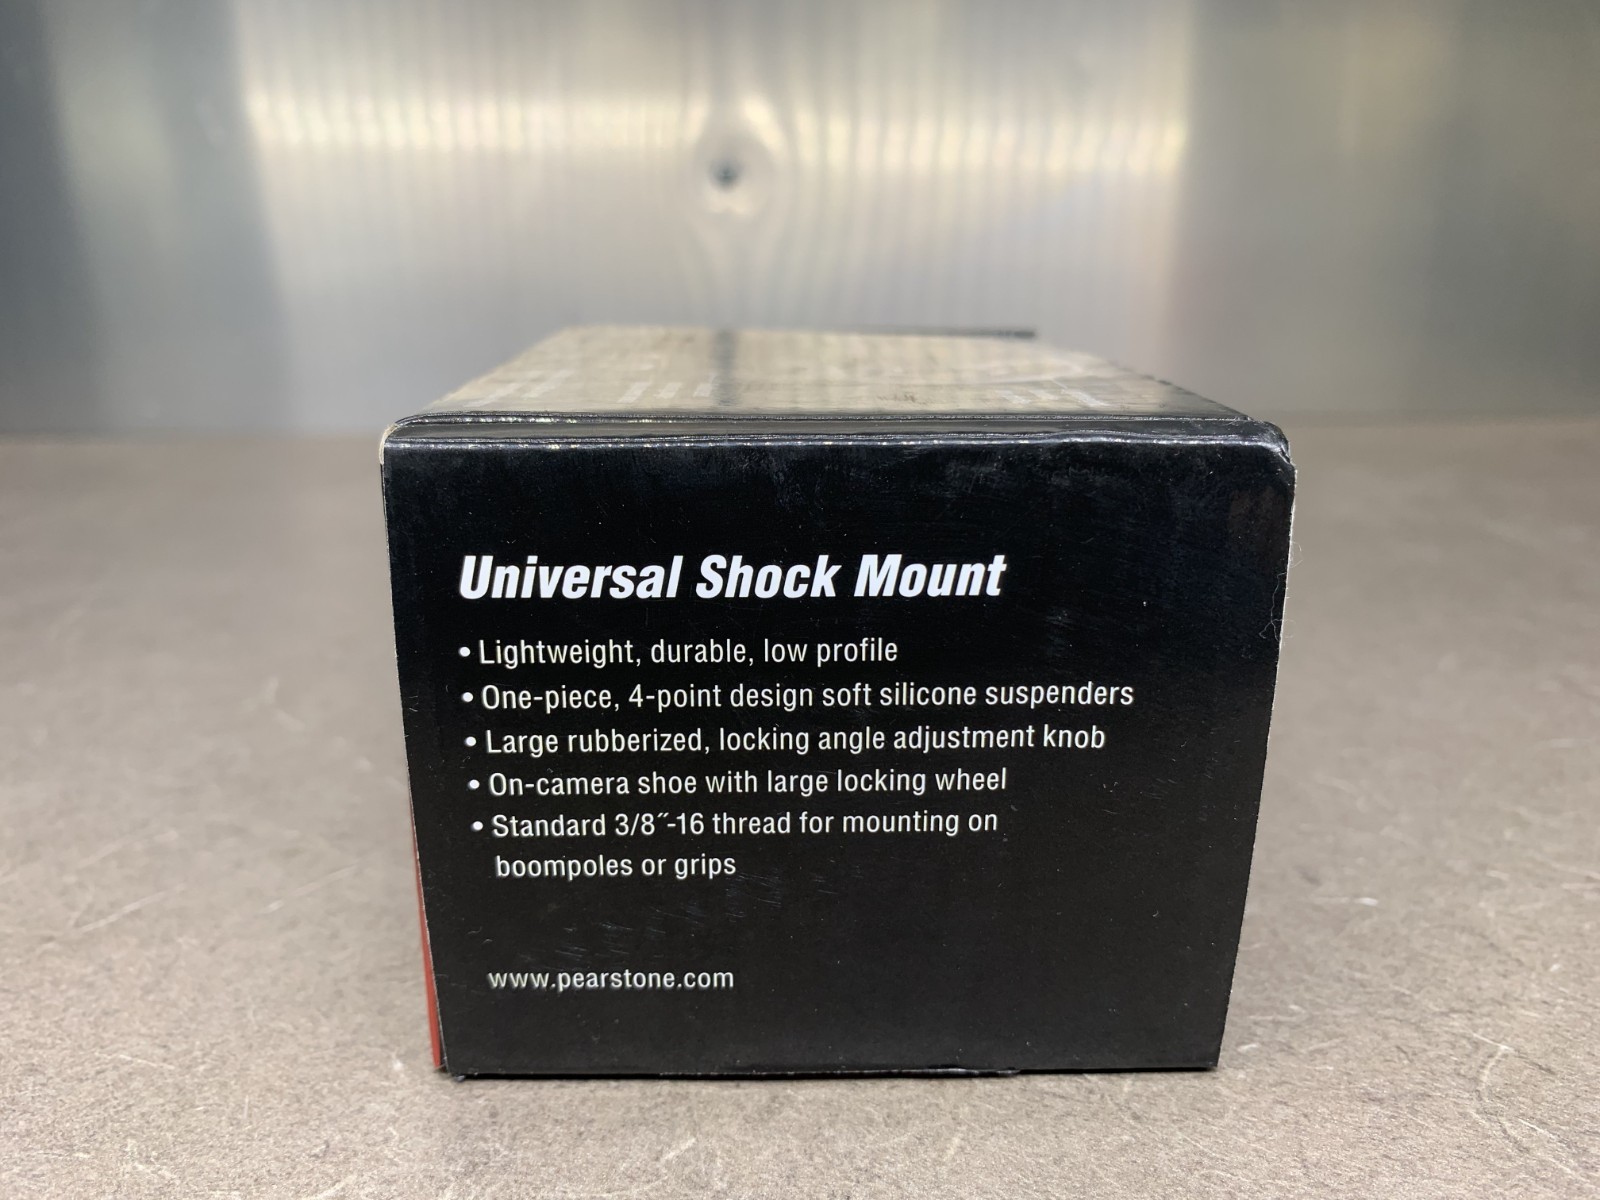 Universal Shock Mount
• Lightweight, durable, low profile
• One-piece, 4-point design soft silicone suspenders
• Large rubberized, locking angle adjustment knob
• On-camera shoe with large locking wheel
• Standard 3/8˝-16 thread for mounting on
boompoles or grips
www.pearstone.com